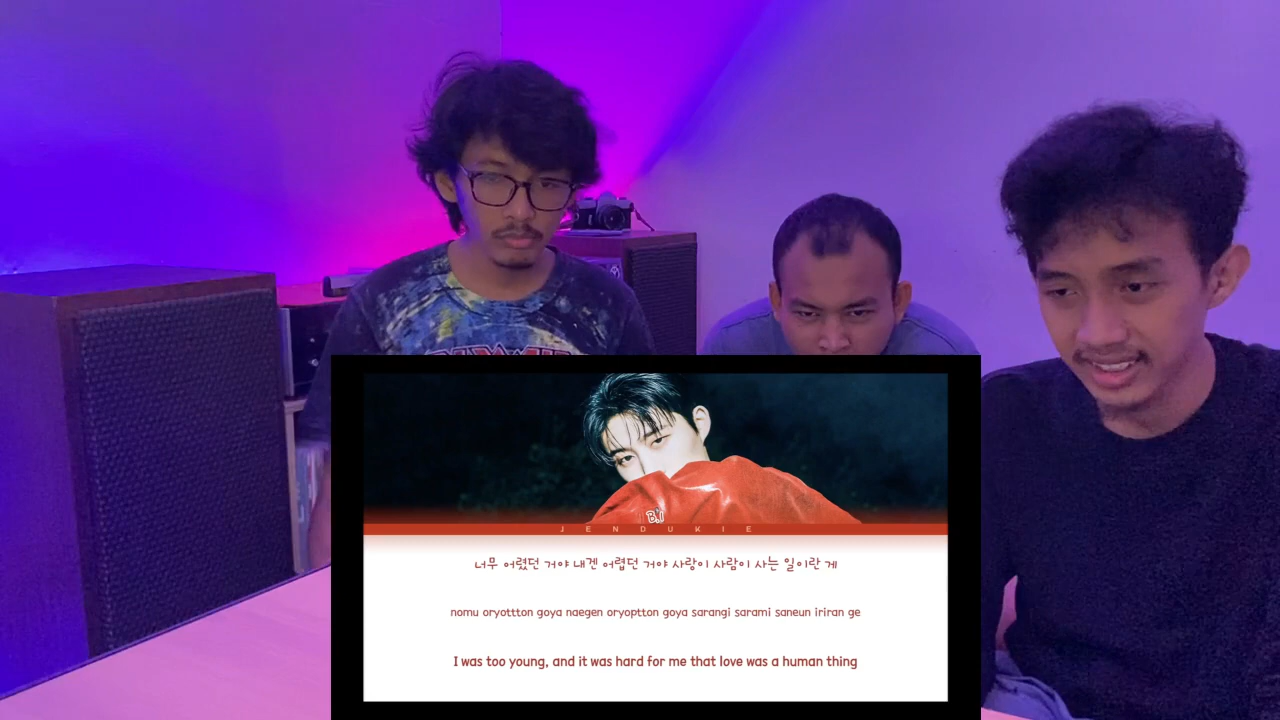 B.I
JENDUKIE
너무 어렸던 거야 내겐 어렵던 거야 사랑이 사람이 사는 일이란 게
nomu oryottton goya naegen oryoptton goya sarangi sarami saneun iriran ge
I was too young, and it was hard for me that love was a human thing